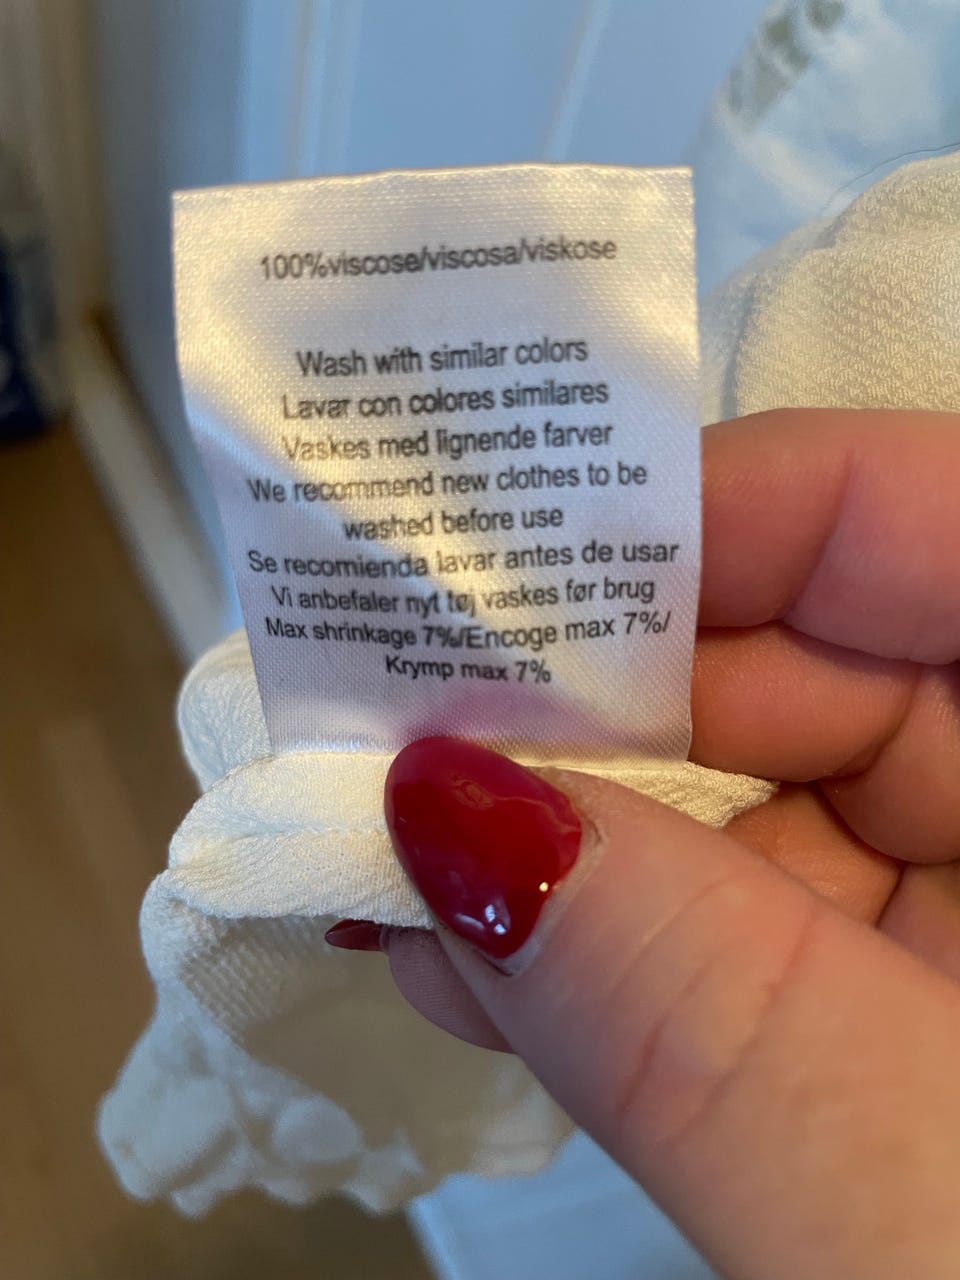 100%viscose/viscosa/viskose
Wash with similar colors
Lavar con colores similares
Vaskes med lignende farver
We recommend new clothes to be
washed before use
Se recomienda lavar antes de usar
Vi anbefaler nyt tøj vaskes før brug
Max shrinkage 7%/Encoge max 7%/
Krymp max 7%